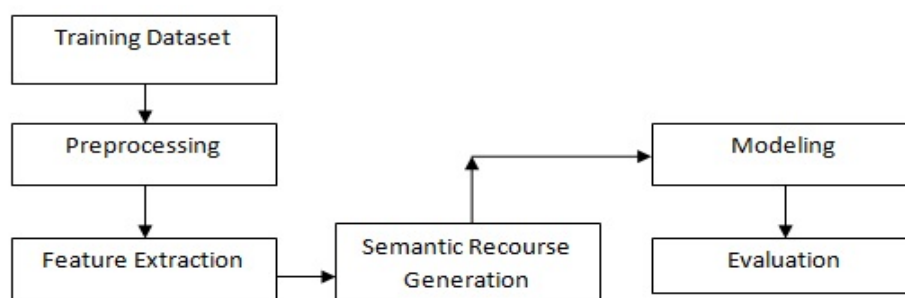 Training Dataset
Preprocessing
Feature Extraction
Semantic Recourse
Generation
Modeling
Evaluation